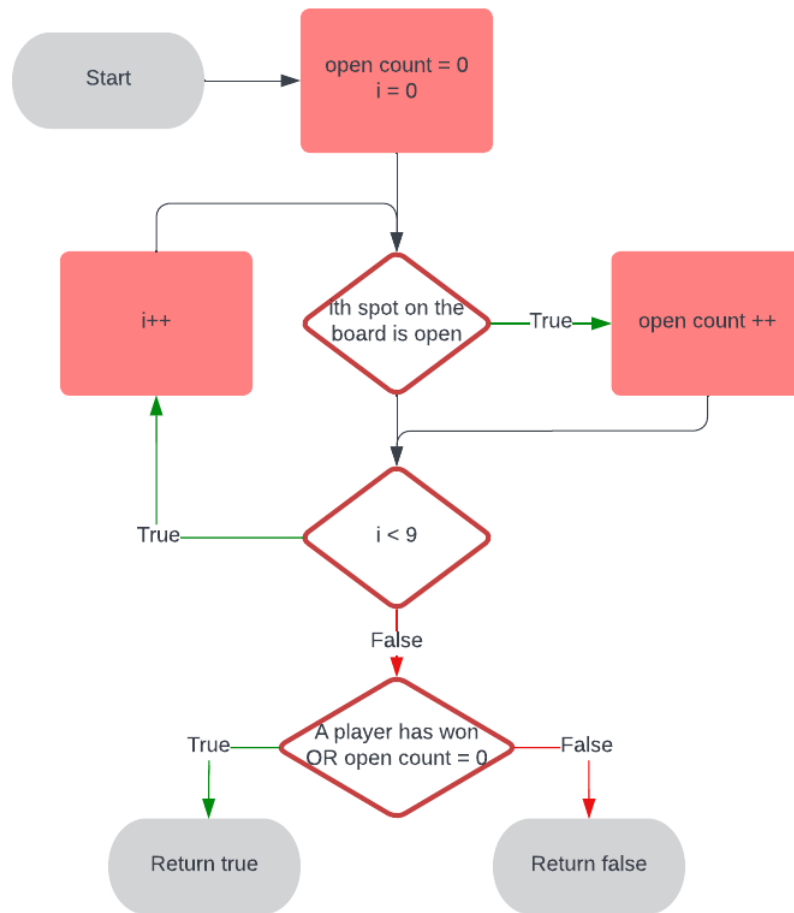 Start
open count = 0
i = 0
i++
ith spot on the
board is open
True
open count ++
True
i < 9
False
A player has won
OR open count = 0
True
False
Return true
Return false